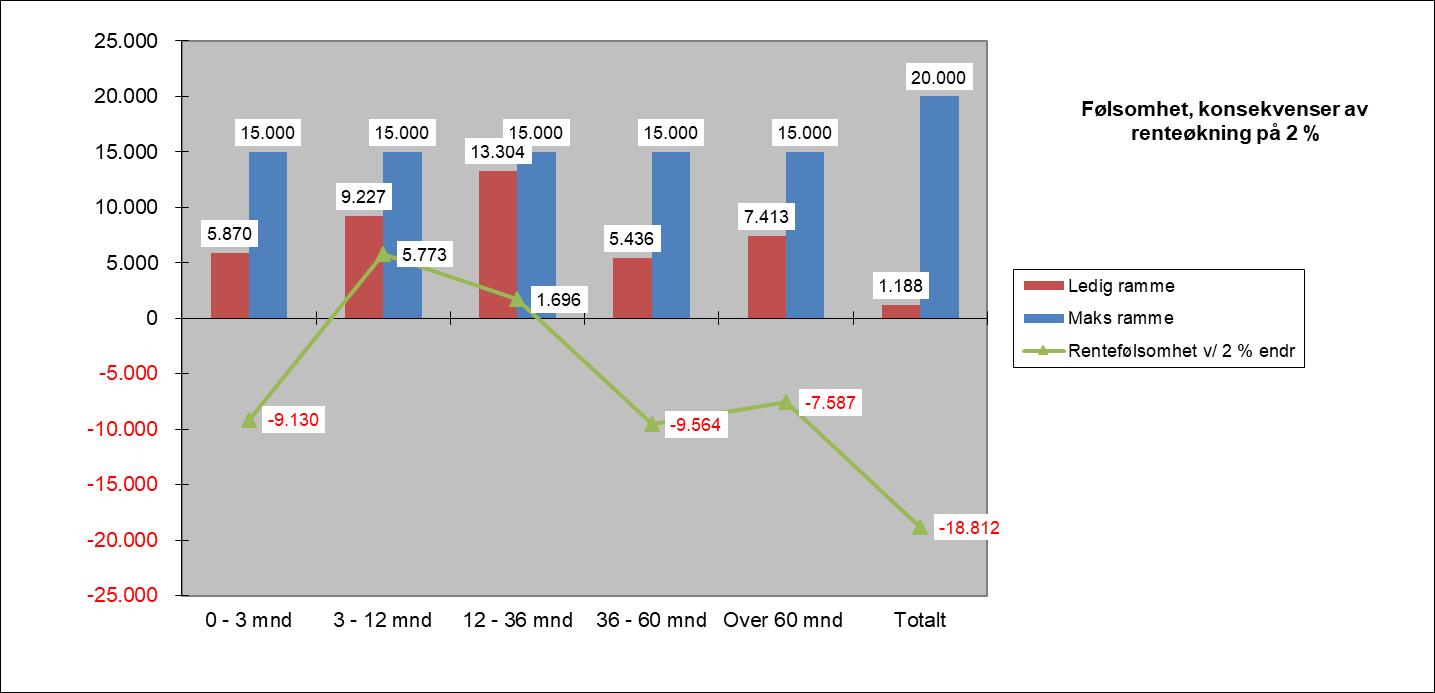 25.000
20.000
15.000
10.000
5.000
0
-5.000
-10.000
-15.000
-20.000
-25.000
5.870
15.000
9.227
15.000
13.304
15.000
5.436
15.000
7.413
15.000
1.188
20.000
-9.130
5.773
1.696
-9.564
-7.587
-18.812
0 - 3 mnd
3 - 12 mnd
12 - 36 mnd
36 - 60 mnd
Over 60 mnd
Totalt
Følsomhet, konsekvenser av
renteøkning på 2 %
Ledig ramme
Maks ramme
Rentefølsomhet v/ 2 % endr